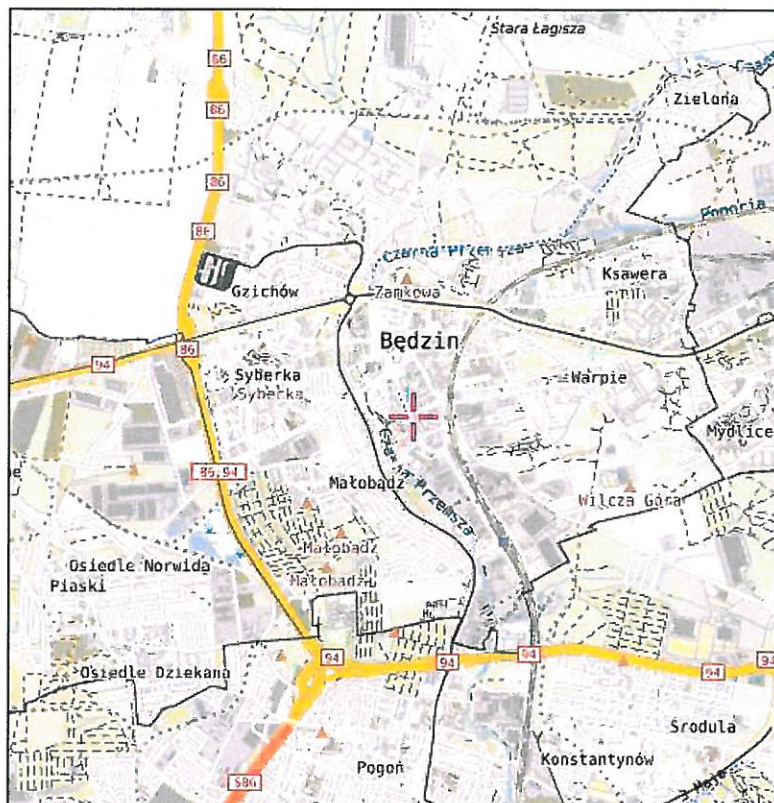 Stara Łagisza
86
Zielona
86
86
Pogoria
86
Czarna Przemsza
Ksawera
Gzichów
Zamkowa
Będzin
86
94
Syberka
Syberka
Warpie
Mydlice
86,94
Małobądz
Czarna Przemsza
Wilcza Góra
Małobądz
Osiedle Norwida
Małobądz
Piaski
94
94
94
94
94
Osiedle Dziekana
Środula
Pogoń
Konstantynów
S86